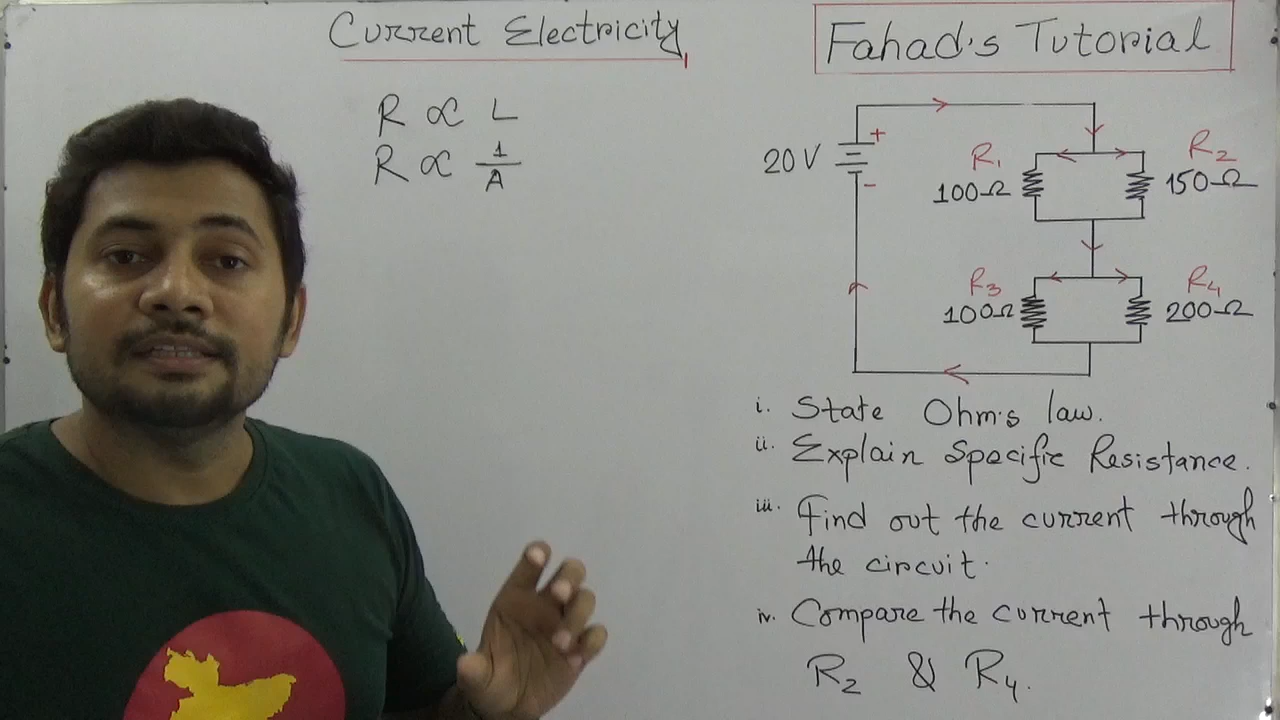 Current Electricity
Fahad's Tutorial
R ∝ L
R ∝ 1/A
20 V
+
-
R₁
100Ω
R₂
150Ω
R₃
100Ω
R₄
200Ω
i. State Ohm's law.
ii. Explain Specific Resistance.
iii. Find out the current through
the circuit.
iv. Compare the current through
R₂ & R₄.